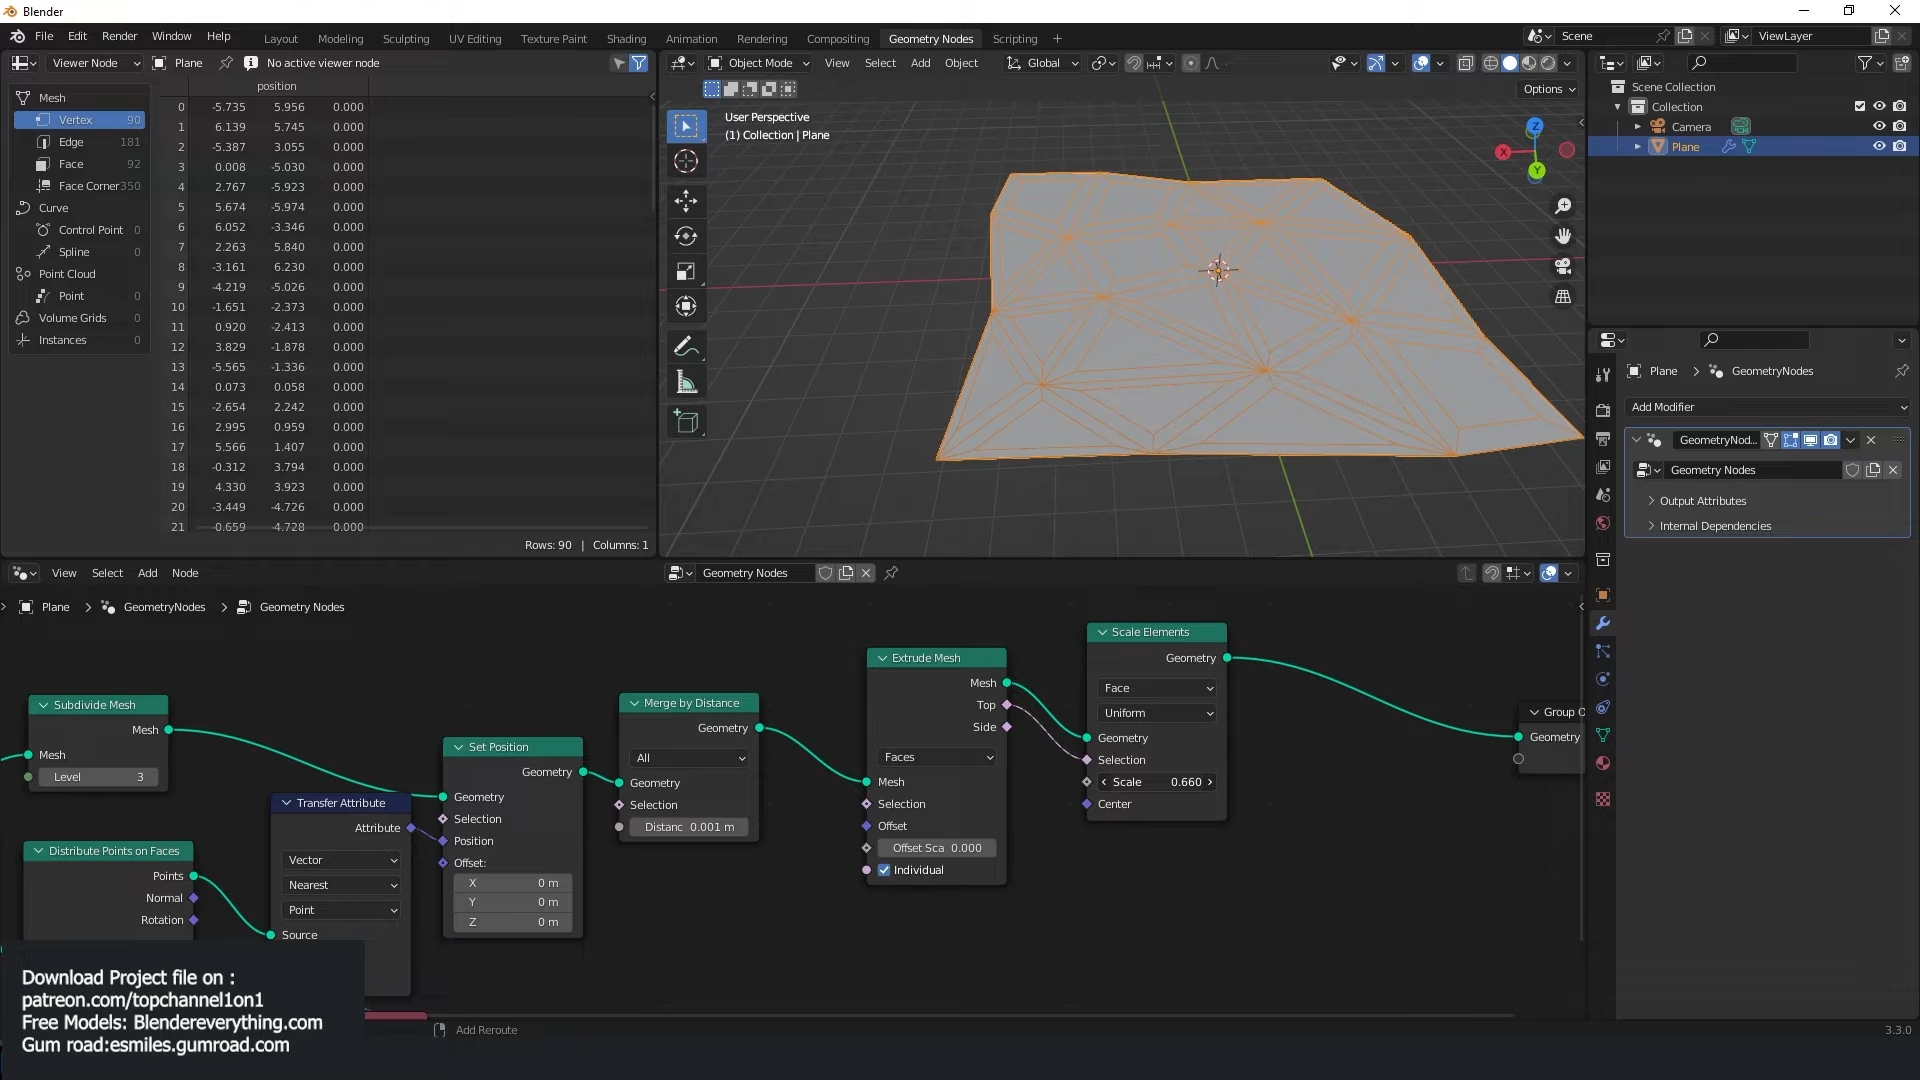 Blender
File Edit Render Window Help Layout Modeling Sculpting UV Editing Texture Paint Shading Animation Rendering Compositing Geometry Nodes Scripting Scene ViewLayer
Viewer Node Plane No active viewer node
position
Mesh
Vertex 90
Edge 181
Face 92
Face Corner 350
Curve
Control Point 0
Spline 0
Point Cloud
Point 0
Volume Grids 0
Instances 0
0 -5.735 5.956 0.000
1 6.139 5.745 0.000
2 -5.387 3.055 0.000
3 0.008 -5.030 0.000
4 2.767 -5.923 0.000
5 5.674 -5.974 0.000
6 6.052 -3.346 0.000
7 2.263 5.840 0.000
8 -3.161 6.230 0.000
9 -4.219 -5.026 0.000
10 -1.651 -2.373 0.000
11 0.920 -2.413 0.000
12 3.829 -1.878 0.000
13 -5.565 -1.336 0.000
14 0.073 0.058 0.000
15 -2.654 2.242 0.000
16 2.995 0.959 0.000
17 5.566 1.407 0.000
18 -0.312 3.794 0.000
19 4.330 3.923 0.000
20 -3.449 -4.726 0.000
21 -0.659 -4.728 0.000
Rows: 90 | Columns: 1
Object Mode View Select Add Object Global
Options
User Perspective
(1) Collection | Plane
Z
X
Y
Scene Collection
Collection
Camera
Plane
Plane GeometryNodes
Add Modifier
GeometryNod...
Geometry Nodes
Output Attributes
Internal Dependencies
View Select Add Node Geometry Nodes
Plane GeometryNodes Geometry Nodes
Subdivide Mesh
Mesh
Mesh
Level 3
Distribute Points on Faces
Points
Normal
Rotation
Transfer Attribute
Attribute
Vector
Nearest
Point
Source
Set Position
Geometry
Geometry
Selection
Position
Offset:
X 0 m
Y 0 m
Z 0 m
Merge by Distance
Geometry
All
Geometry
Selection
Distanc 0.001 m
Extrude Mesh
Mesh
Top
Side
Faces
Mesh
Selection
Offset
Offset Sca 0.000
Individual
Scale Elements
Geometry
Face
Uniform
Geometry
Selection
Scale 0.660
Center
Group O
Geometry
Download Project file on :
patreon.com/topchannel1on1
Free Models: Blendereverything.com
Gum road:esmiles.gumroad.com
Add Reroute
3.3.0